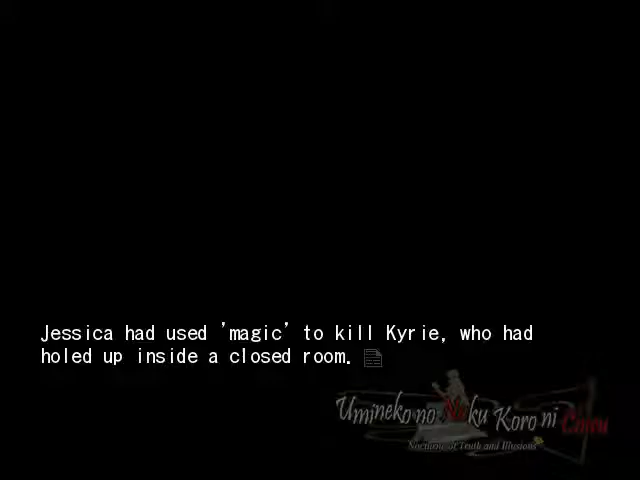 Jessica had used 'magic' to kill Kyrie, who had
holed up inside a closed room.
Umineko no Naku Koro ni Chiru
Nocturne of Truth and Illusions